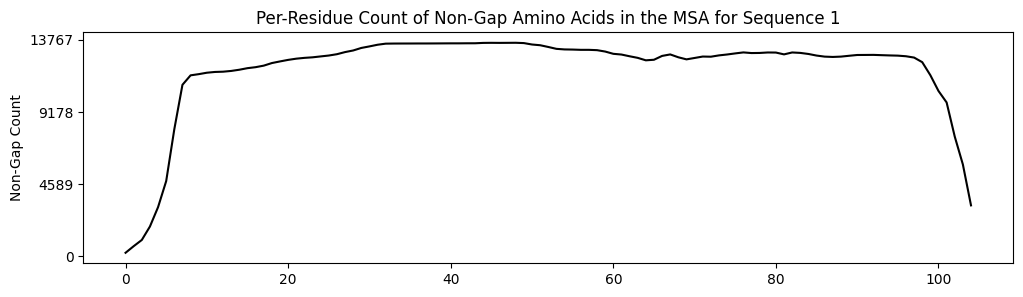 Per-Residue Count of Non-Gap Amino Acids in the MSA for Sequence 1
Non-Gap Count
13767
9178
4589
0
0 20 40 60 80 100